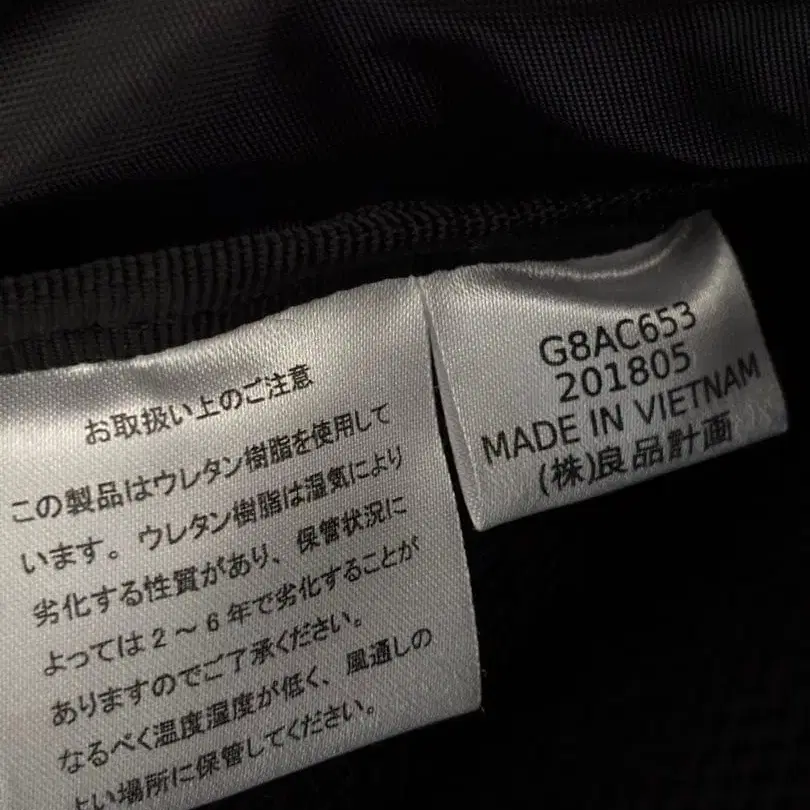 お取扱い上のご注意
この製品はウレタン樹脂を使用して
います。ウレタン樹脂は湿気により
劣化する性質があり、保管状況に
よっては2～6年で劣化することが
ありますのでご了承ください。
なるべく温度湿度が低く、風通しの
よい場所に保管してください。
G8AC653
201805
MADE IN VIETNAM
(株)良品計画